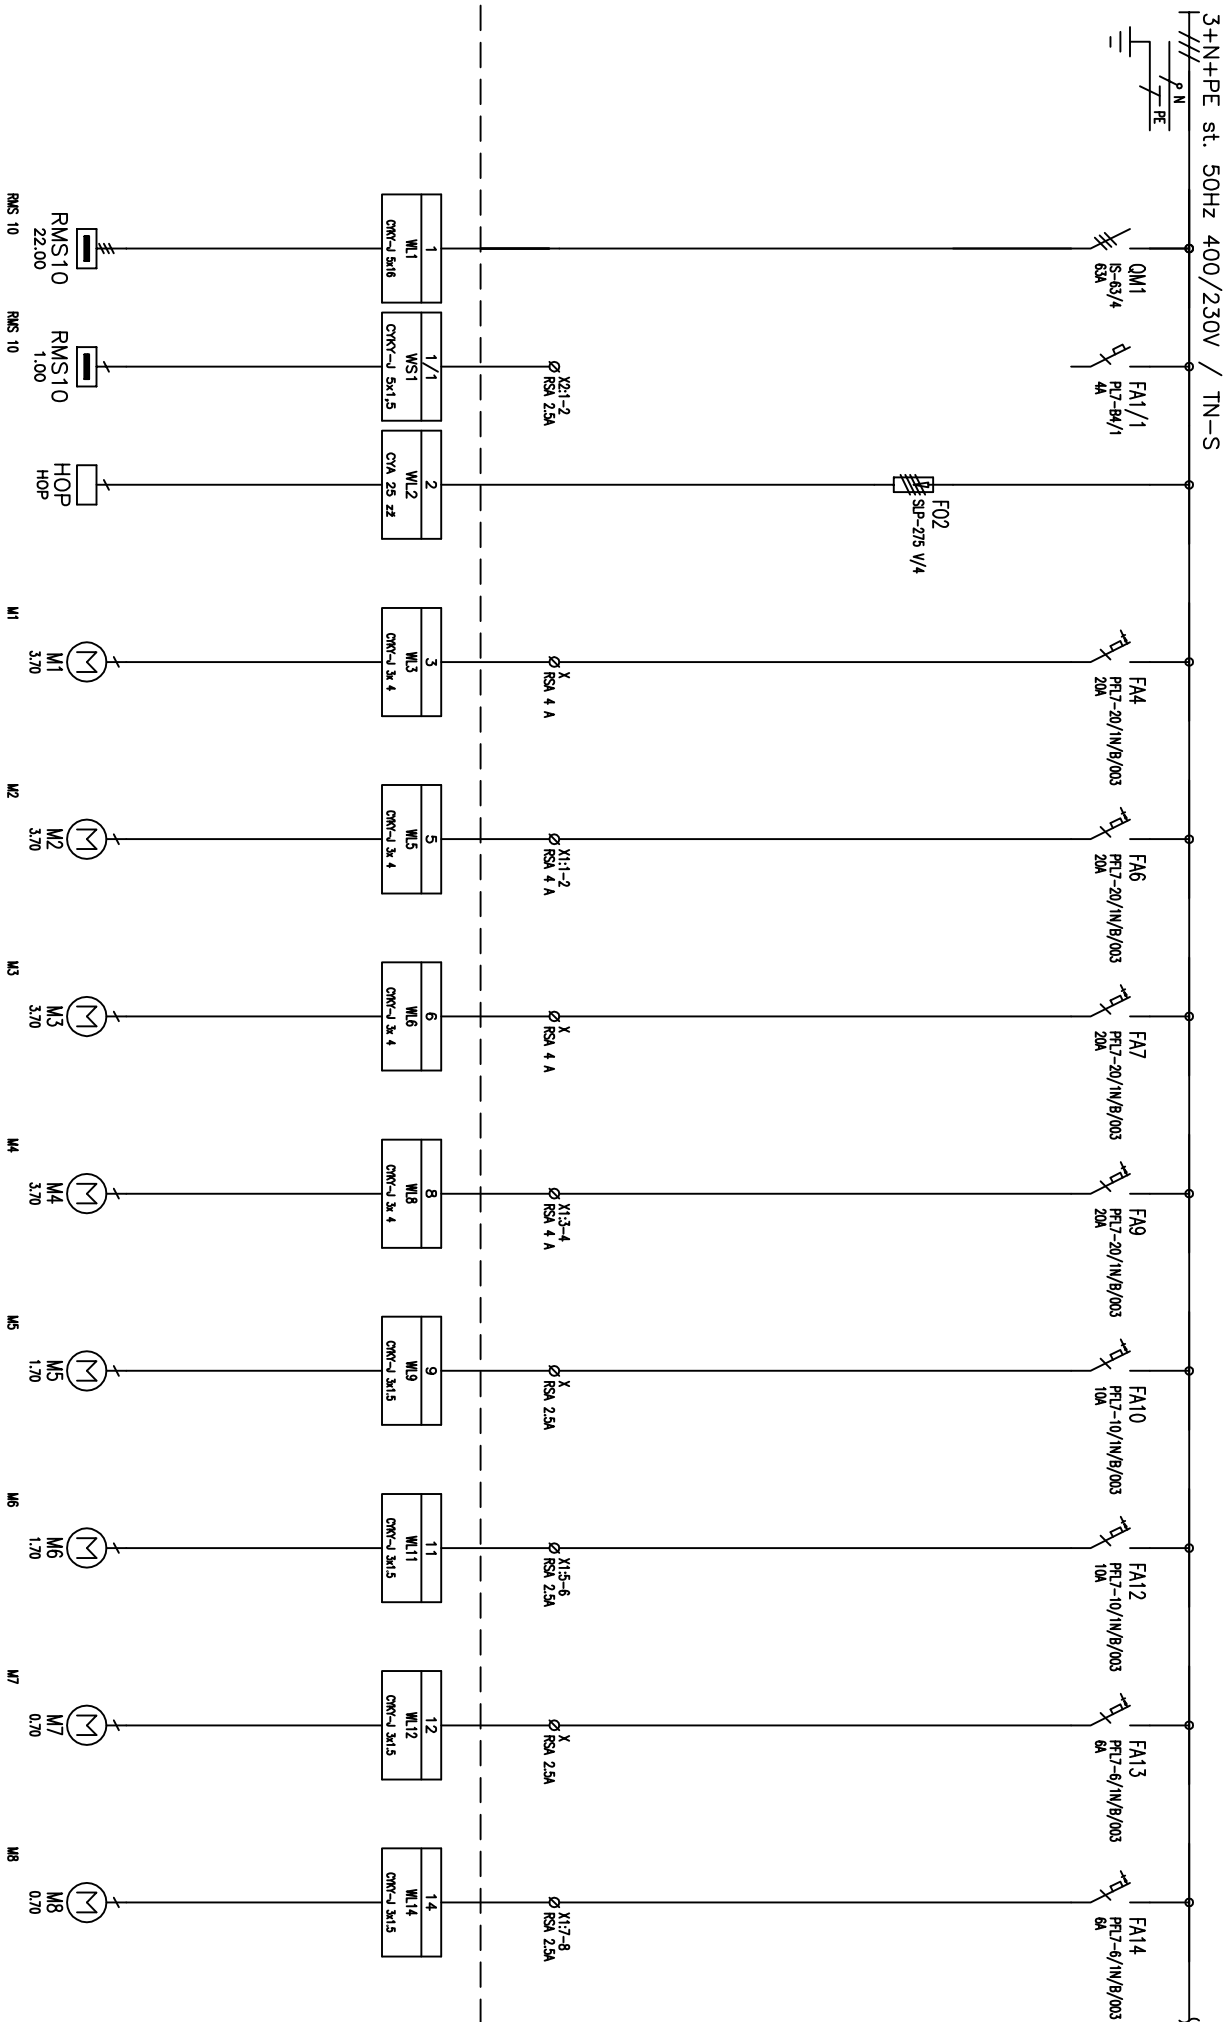 3+N+PE st. 50Hz 400/230V / TN-S
N
PE
QM1
IS-63/4
63A
FA1/1
PL7-B4/1
4A
F02
SLP-275 V/4
FA4
PFL7-20/1N/B/003
20A
FA6
PFL7-20/1N/B/003
20A
FA7
PFL7-20/1N/B/003
20A
FA9
PFL7-20/1N/B/003
20A
FA10
PFL7-10/1N/B/003
10A
FA12
PFL7-10/1N/B/003
10A
FA13
PFL7-6/1N/B/003
6A
FA14
PFL7-6/1N/B/003
6A
X2:1-2
RSA 2.5A
X
RSA 4 A
X1:1-2
RSA 4 A
X
RSA 4 A
X1:3-4
RSA 4 A
X
RSA 2.5A
X1:5-6
RSA 2.5A
X
RSA 2.5A
X1:7-8
RSA 2.5A
1
WL1
CYKY-J 5x16
1/1
WS1
CYKY-J 5x1,5
2
WL2
CYA 25 zž
3
WL3
CYKY-J 3x 4
5
WL5
CYKY-J 3x 4
6
WL6
CYKY-J 3x 4
8
WL8
CYKY-J 3x 4
9
WL9
CYKY-J 3x1.5
11
WL11
CYKY-J 3x1.5
12
WL12
CYKY-J 3x1.5
14
WL14
CYKY-J 3x1.5
M
M
M
M
M
M
M
M
RMS10
22.00
RMS10
1.00
HOP
HOP
M1
3.70
M2
3.70
M3
3.70
M4
3.70
M5
1.70
M6
1.70
M7
0.70
M8
0.70
RMS 10
RMS 10
M1
M2
M3
M4
M5
M6
M7
M8